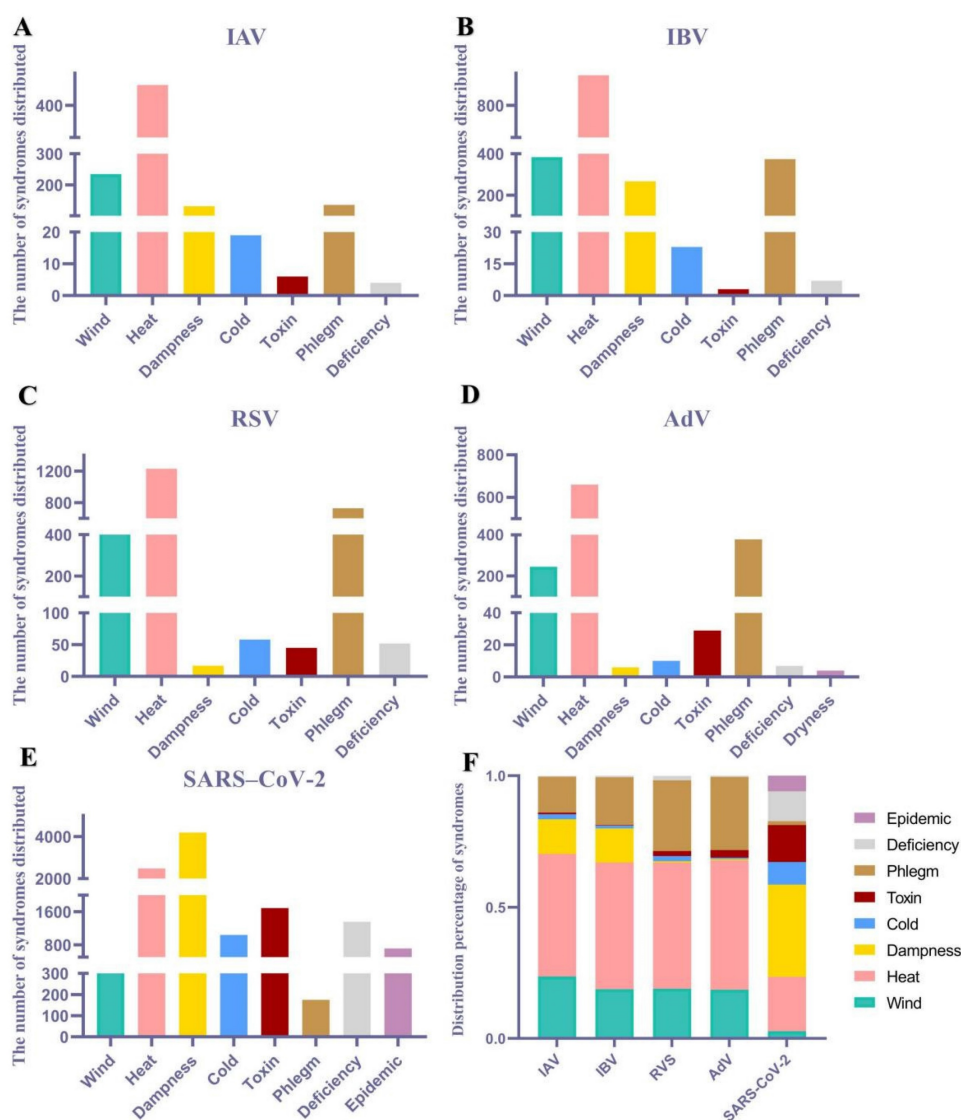 A
IAV
The number of syndromes distributed
400
300
200
20
10
0
Wind
Heat
Dampness
Cold
Toxin
Phlegm
Deficiency
B
IBV
The number of syndromes distributed
800
400
200
30
15
0
Wind
Heat
Dampness
Cold
Toxin
Phlegm
Deficiency
C
RSV
The number of syndromes distributed
1200
800
400
200
100
50
0
Wind
Heat
Dampness
Cold
Toxin
Phlegm
Deficiency
D
AdV
The number of syndromes distributed
800
600
400
200
40
20
0
Wind
Heat
Dampness
Cold
Toxin
Phlegm
Deficiency
Dryness
E
SARS–CoV-2
The number of syndromes distributed
4000
2000
1600
800
300
200
100
0
Wind
Heat
Dampness
Cold
Toxin
Phlegm
Deficiency
Epidemic
F
Distribution percentage of syndromes
1.0
0.5
0.0
IAV
IBV
RVS
AdV
SARS-CoV-2
Epidemic
Deficiency
Phlegm
Toxin
Cold
Dampness
Heat
Wind